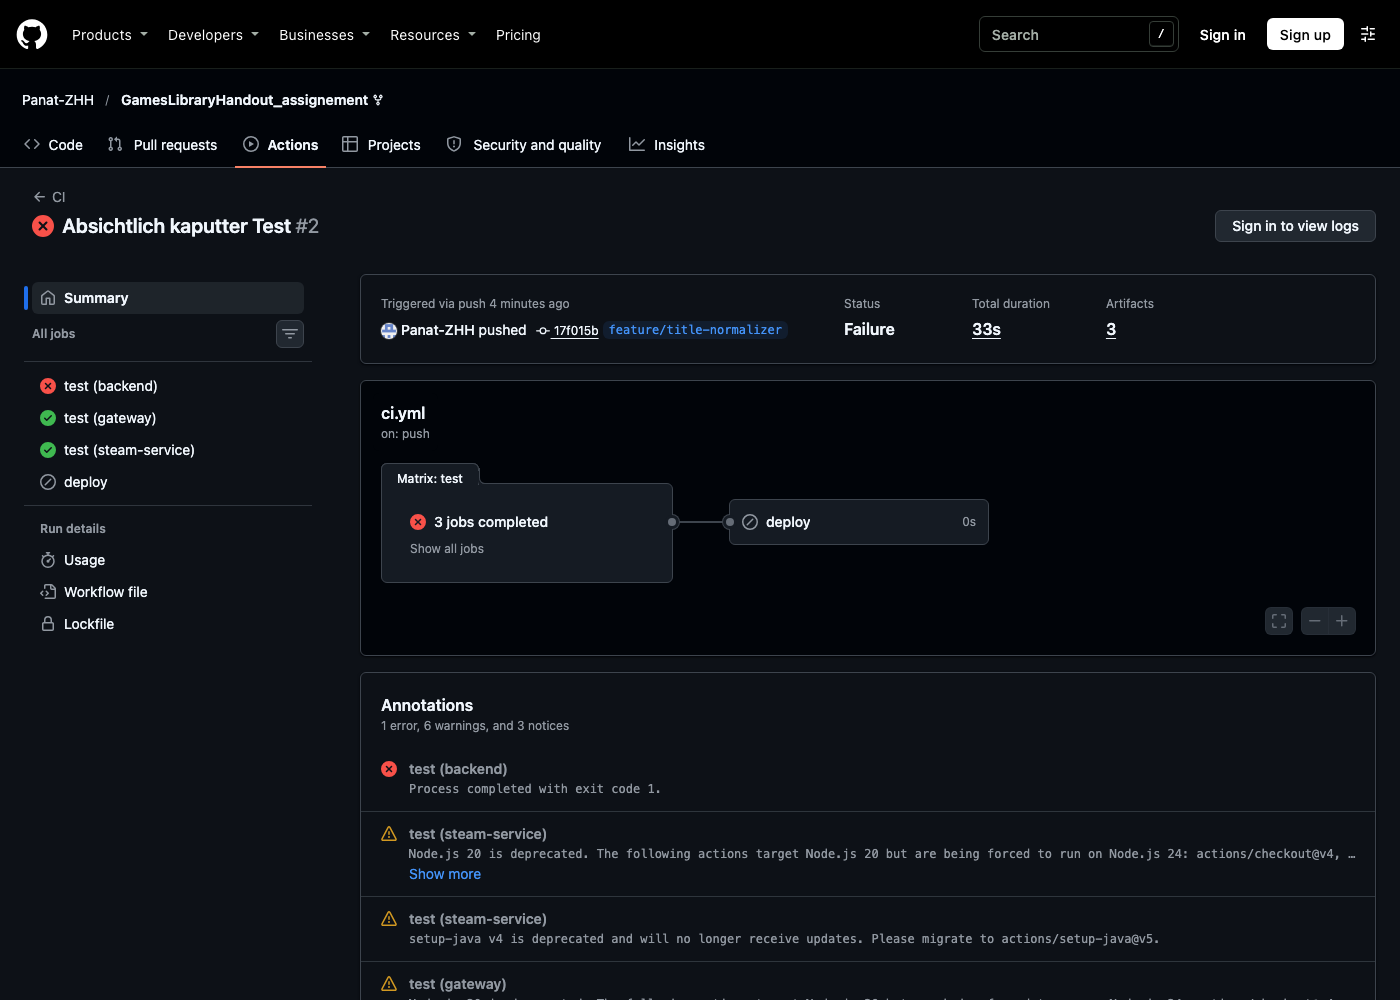 Products Developers Businesses Resources Pricing Search / Sign in Sign up
Panat-ZHH / GamesLibraryHandout_assignement
Code Pull requests Actions Projects Security and quality Insights
CI
Absichtlich kaputter Test #2
Sign in to view logs
Summary
All jobs
test (backend)
test (gateway)
test (steam-service)
deploy
Run details
Usage
Workflow file
Lockfile
Triggered via push 4 minutes ago
Panat-ZHH pushed 17f015b feature/title-normalizer
Status
Failure
Total duration
33s
Artifacts
3
ci.yml
on: push
Matrix: test
3 jobs completed
Show all jobs
deploy 0s
Annotations
1 error, 6 warnings, and 3 notices
test (backend)
Process completed with exit code 1.
test (steam-service)
Node.js 20 is deprecated. The following actions target Node.js 20 but are being forced to run on Node.js 24: actions/checkout@v4, …
Show more
test (steam-service)
setup-java v4 is deprecated and will no longer receive updates. Please migrate to actions/setup-java@v5.
test (gateway)